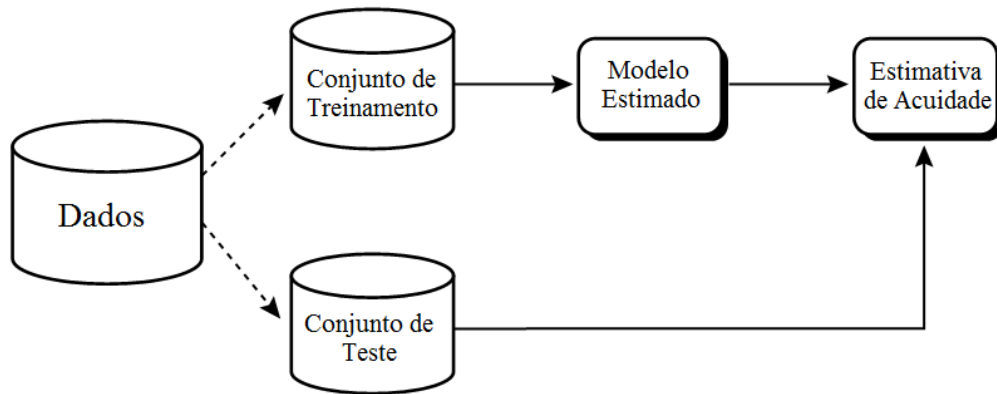 Conjunto de
Treinamento
Modelo
Estimado
Estimativa
de Acuidade
Dados
Conjunto de
Teste